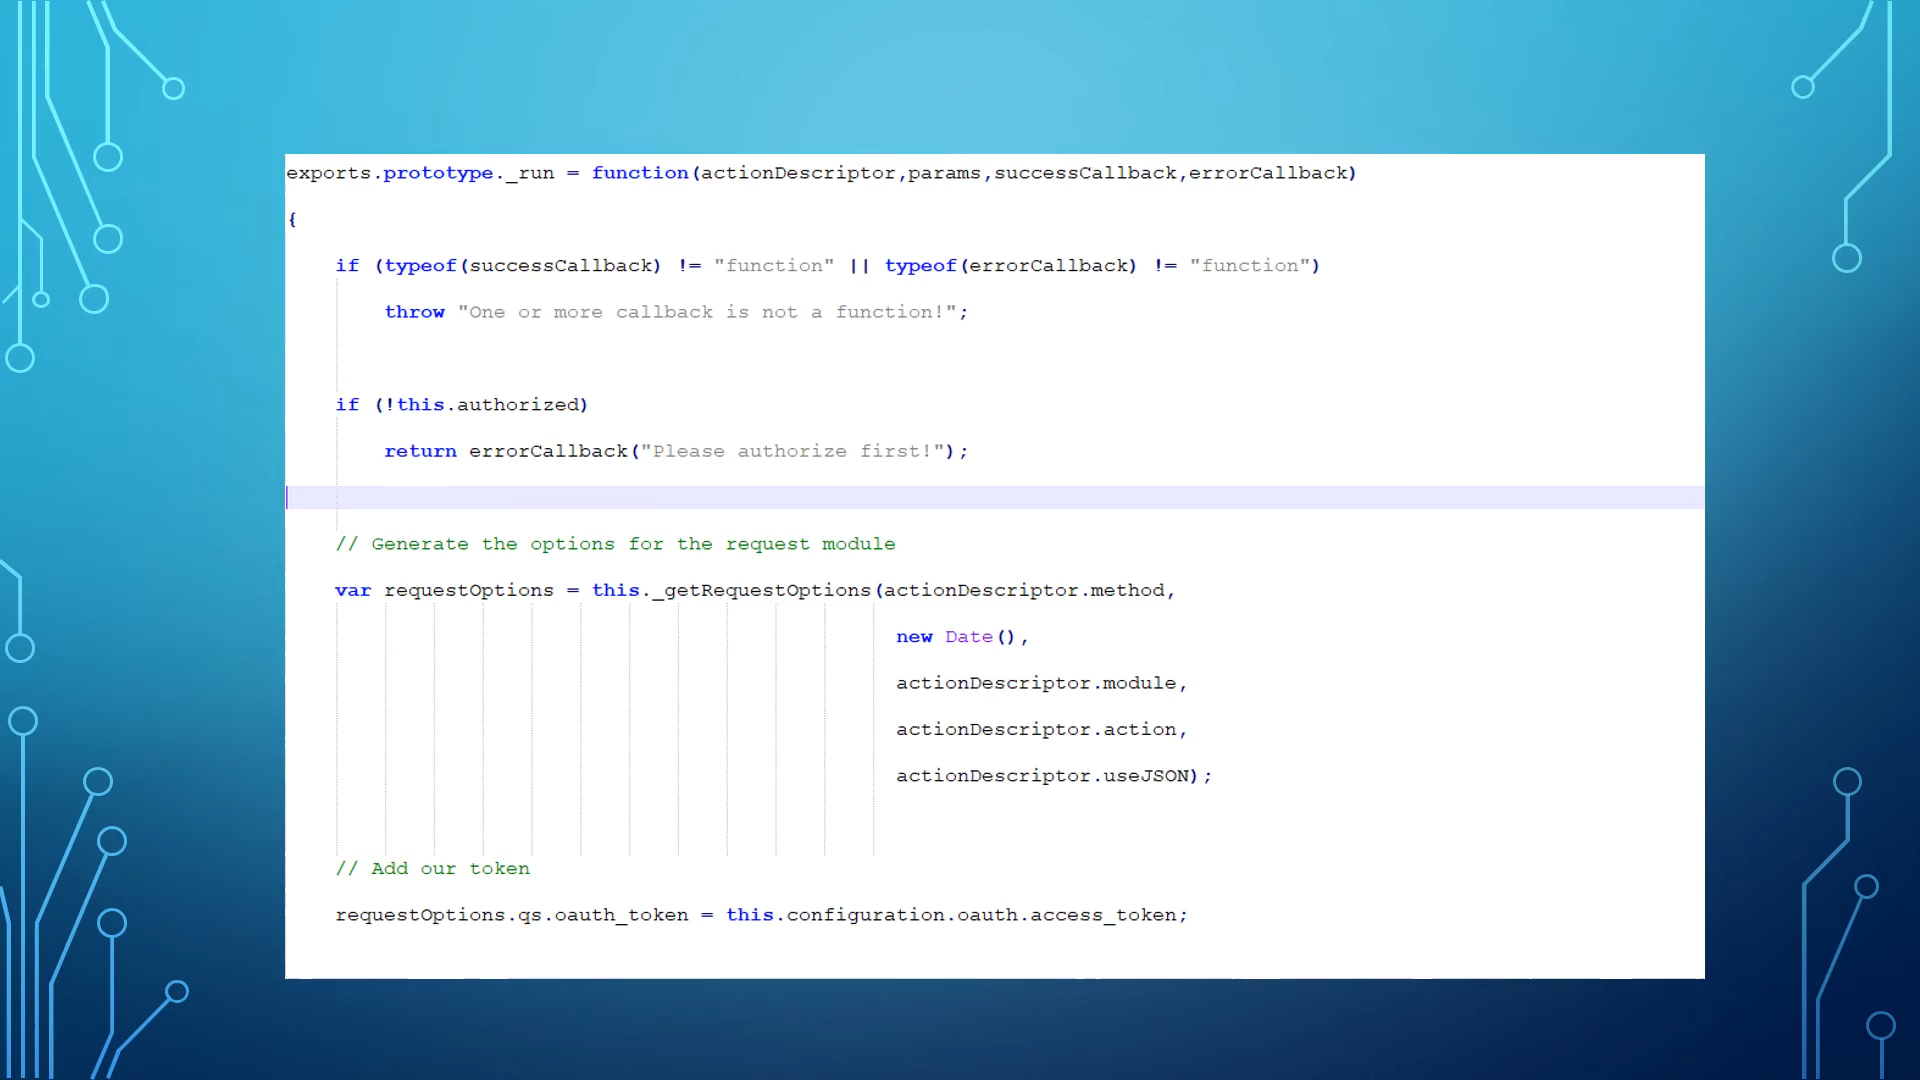 exports.prototype._run = function(actionDescriptor,params,successCallback,errorCallback)
{
if (typeof(successCallback) != "function" || typeof(errorCallback) != "function")
throw "One or more callback is not a function!";
if (!this.authorized)
return errorCallback("Please authorize first!");
// Generate the options for the request module
var requestOptions = this._getRequestOptions(actionDescriptor.method,
new Date(),
actionDescriptor.module,
actionDescriptor.action,
actionDescriptor.useJSON);
// Add our token
requestOptions.qs.oauth_token = this.configuration.oauth.access_token;